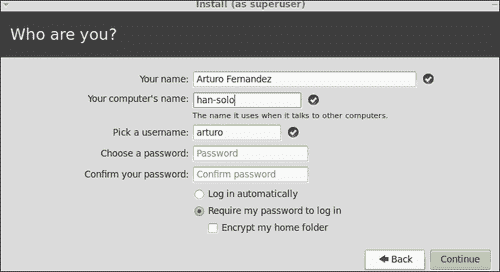 Install (as superuser)
Who are you?
Your name: Arturo Fernandez
Your computer's name: han-solo
The name it uses when it talks to other computers.
Pick a username: arturo
Choose a password: Password
Confirm your password: Confirm password
Log in automatically
Require my password to log in
Encrypt my home folder
Back Continue